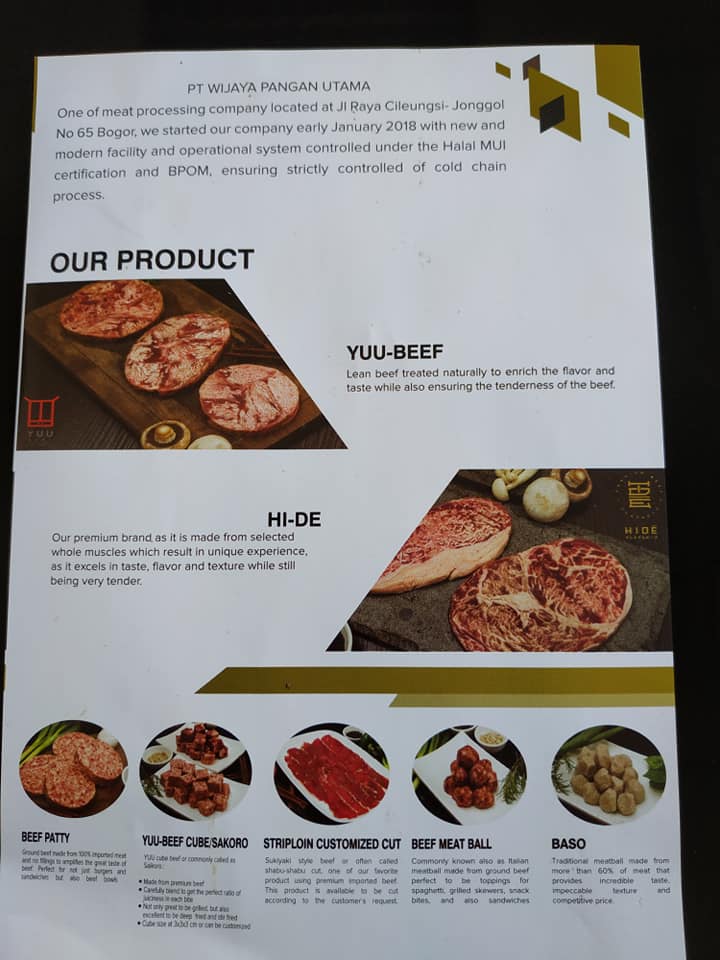 PT WIJAYA PANGAN UTAMA
One of meat processing company located at Jl Raya Cileungsi- Jonggol
No 65 Bogor, we started our company early January 2018 with new and
modern facility and operational system controlled under the Halal MUI
certification and BPOM, ensuring strictly controlled of cold chain
process.
OUR PRODUCT
YUU-BEEF
Lean beef treated naturally to enrich the flavor and
taste while also ensuring the tenderness of the beef.
YUU
HI-DE
Our premium brand, as it is made from selected
whole muscles which result in unique experience,
as it excels in taste, flavor and texture while still
being very tender.
HIDE
BEEF PATTY
Ground beef made from 100% imported meat
and no fillings to amplifies the great taste of
beef. Perfect for not just burgers and
sandwiches but also beef bowls.
YUU-BEEF CUBE/SAKORO
YUU cube beef or commonly called as
Saikoro :
• Made from premium beef
• Carefully blend to get the perfect ratio of
juiciness in each bite
• Not only great to be grilled, but also
excellent to be deep fried and stir fried
• Cube size at 3x3x3 cm or can be customized
STRIPLOIN CUSTOMIZED CUT
Sukiyaki style beef or often called
shabu-shabu cut, one of our favorite
product using premium imported beef.
This product is available to be cut
according to the customer's request.
BEEF MEAT BALL
Commonly known also as Italian
meatball made from ground beef
perfect to be toppings for
spaghetti, grilled skewers, snack
bites, and also sandwiches
BASO
Traditional meatball made from
more than 60% of meat that
provides incredible taste,
impeccable texture and
competitive price.